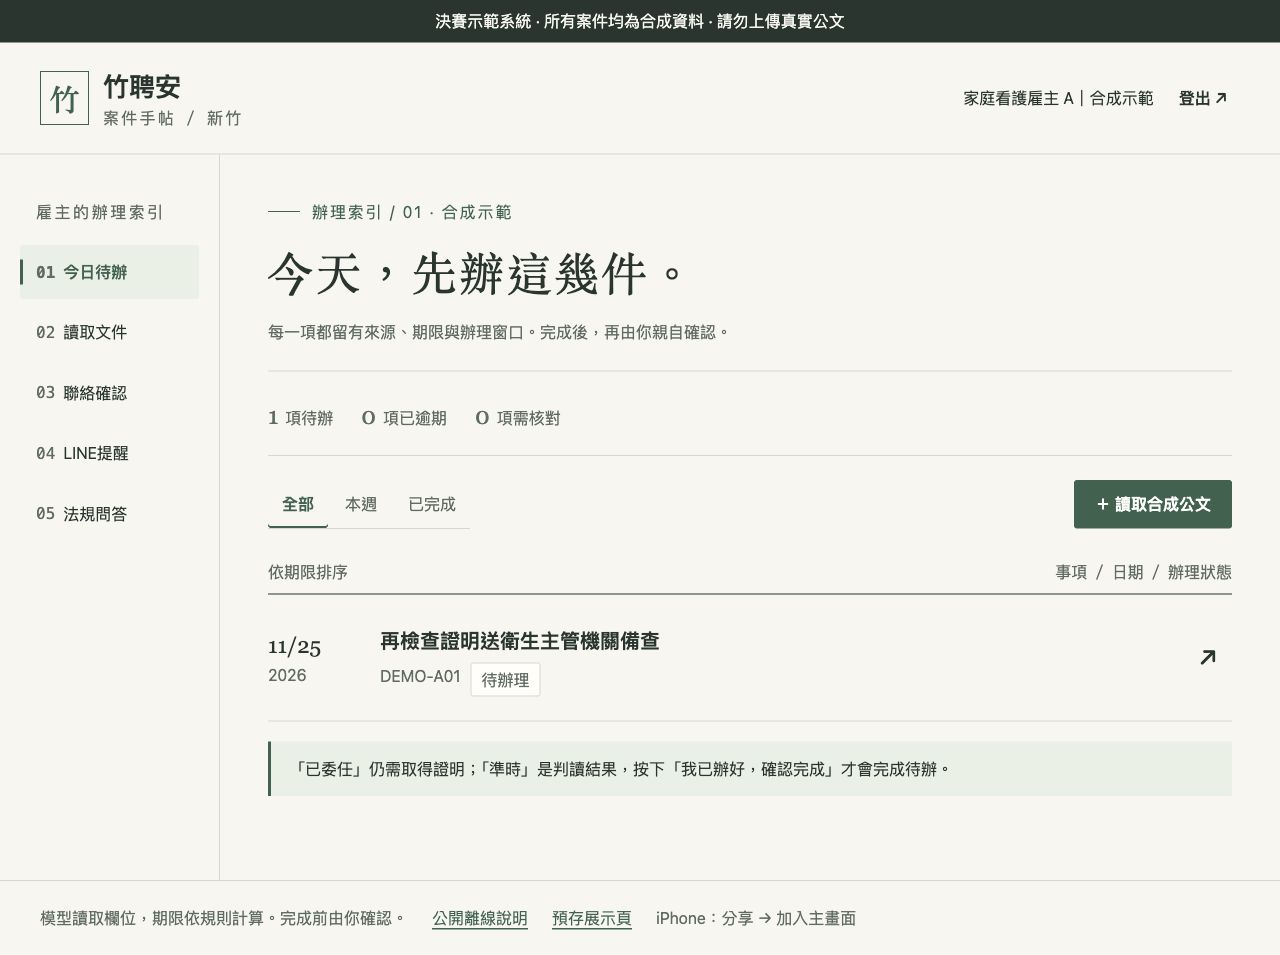 決賽示範系統 · 所有案件均為合成資料 · 請勿上傳真實公文
竹
竹聘安
案件手帖 / 新竹
家庭看護雇主 A｜合成示範
登出 ↗
雇主的辦理索引
01 今日待辦
02 讀取文件
03 聯絡確認
04 LINE提醒
05 法規問答
辦理索引 / 01 · 合成示範
今天，先辦這幾件。
每一項都留有來源、期限與辦理窗口。完成後，再由你親自確認。
1 項待辦 0 項已逾期 0 項需核對
全部 本週 已完成
+ 讀取合成公文
依期限排序
事項 / 日期 / 辦理狀態
11/25
2026
再檢查證明送衛生主管機關備查
DEMO-A01 待辦理
↗
「已委任」仍需取得證明；「準時」是判讀結果，按下「我已辦好，確認完成」才會完成待辦。
模型讀取欄位，期限依規則計算。完成前由你確認。 公開離線說明 預存展示頁 iPhone：分享 → 加入主畫面